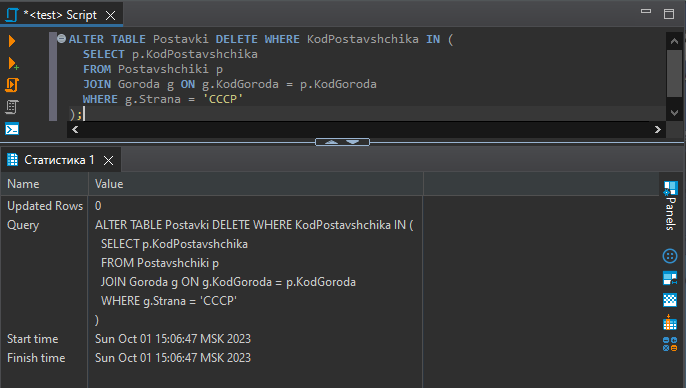 *<test> Script
ALTER TABLE Postavki DELETE WHERE KodPostavshchika IN (
SELECT p.KodPostavshchika
FROM Postavshchiki p
JOIN Goroda g ON g.KodGoroda = p.KodGoroda
WHERE g.Strana = 'СССР'
);
Статистика 1
Name Value
Updated Rows 0
Query ALTER TABLE Postavki DELETE WHERE KodPostavshchika IN (
SELECT p.KodPostavshchika
FROM Postavshchiki p
JOIN Goroda g ON g.KodGoroda = p.KodGoroda
WHERE g.Strana = 'СССР'
)
Start time Sun Oct 01 15:06:47 MSK 2023
Finish time Sun Oct 01 15:06:47 MSK 2023
Panels